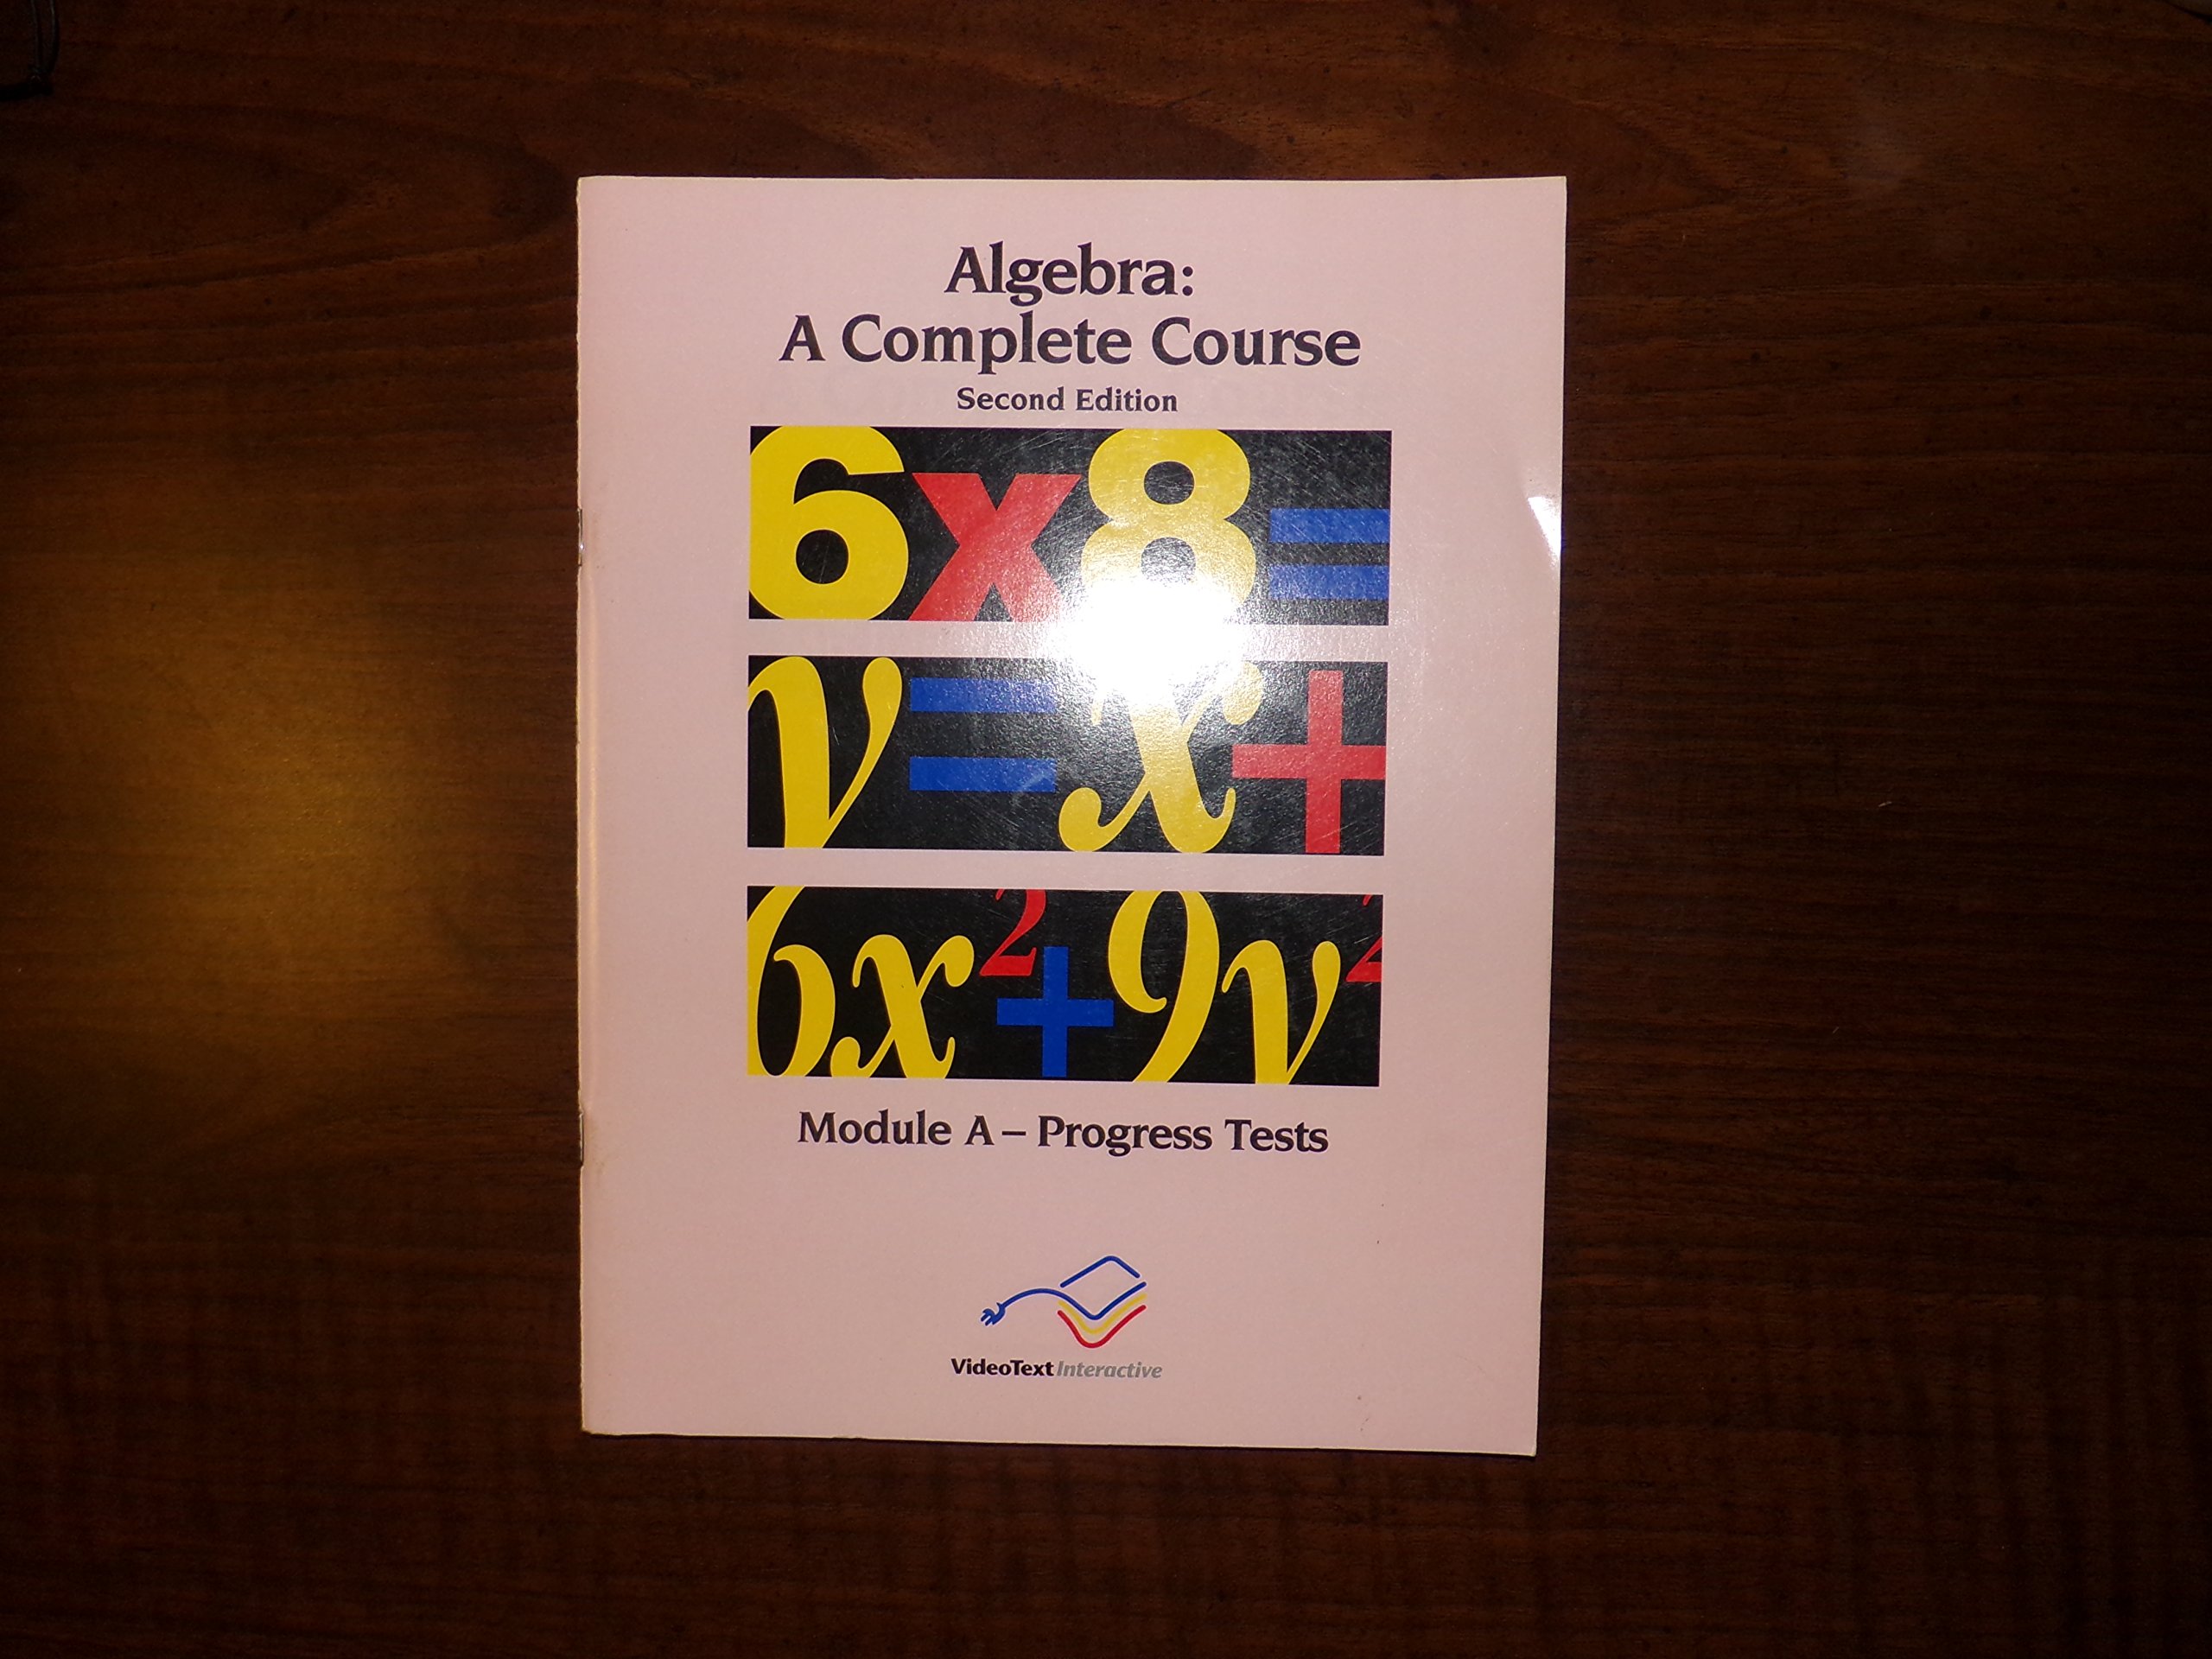 Algebra:
A Complete Course
Second Edition
6x8=
y=x+
6x²+9y²
Module A – Progress Tests
VideoText Interactive